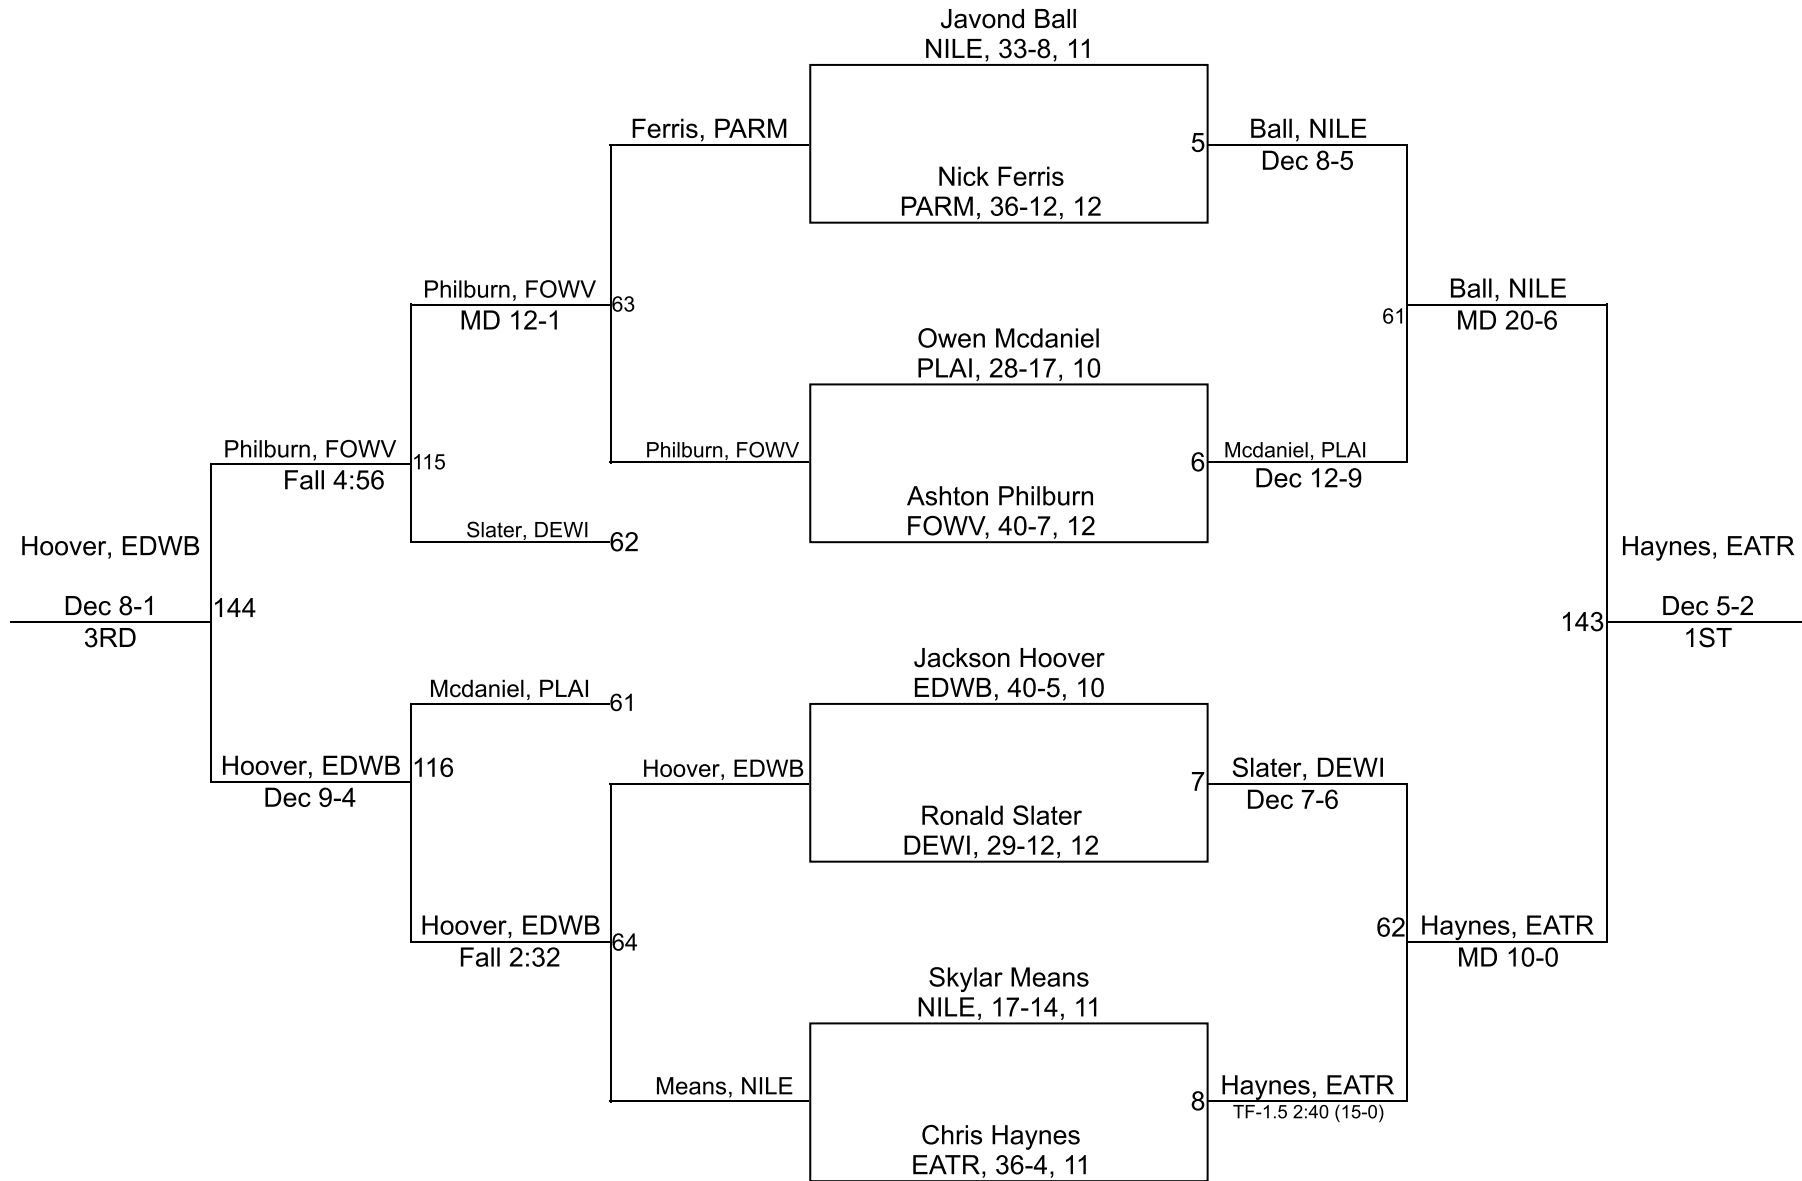 Javond Ball
NILE, 33-8, 11
Ferris, PARM
5
Ball, NILE
Dec 8-5
Nick Ferris
PARM, 36-12, 12
Philburn, FOWV
MD 12-1
63
Ball, NILE
MD 20-6
61
Owen Mcdaniel
PLAI, 28-17, 10
Philburn, FOWV
Fall 4:56
115
Philburn, FOWV
6
Mcdaniel, PLAI
Dec 12-9
Ashton Philburn
FOWV, 40-7, 12
Slater, DEWI
62
Hoover, EDWB
Dec 8-1
3RD
144
Haynes, EATR
143
Dec 5-2
1ST
Jackson Hoover
EDWB, 40-5, 10
Mcdaniel, PLAI
61
Hoover, EDWB
Dec 9-4
116
Hoover, EDWB
7
Slater, DEWI
Dec 7-6
Ronald Slater
DEWI, 29-12, 12
Hoover, EDWB
Fall 2:32
64
62
Haynes, EATR
MD 10-0
Skylar Means
NILE, 17-14, 11
Means, NILE
8
Haynes, EATR
TF-1.5 2:40 (15-0)
Chris Haynes
EATR, 36-4, 11